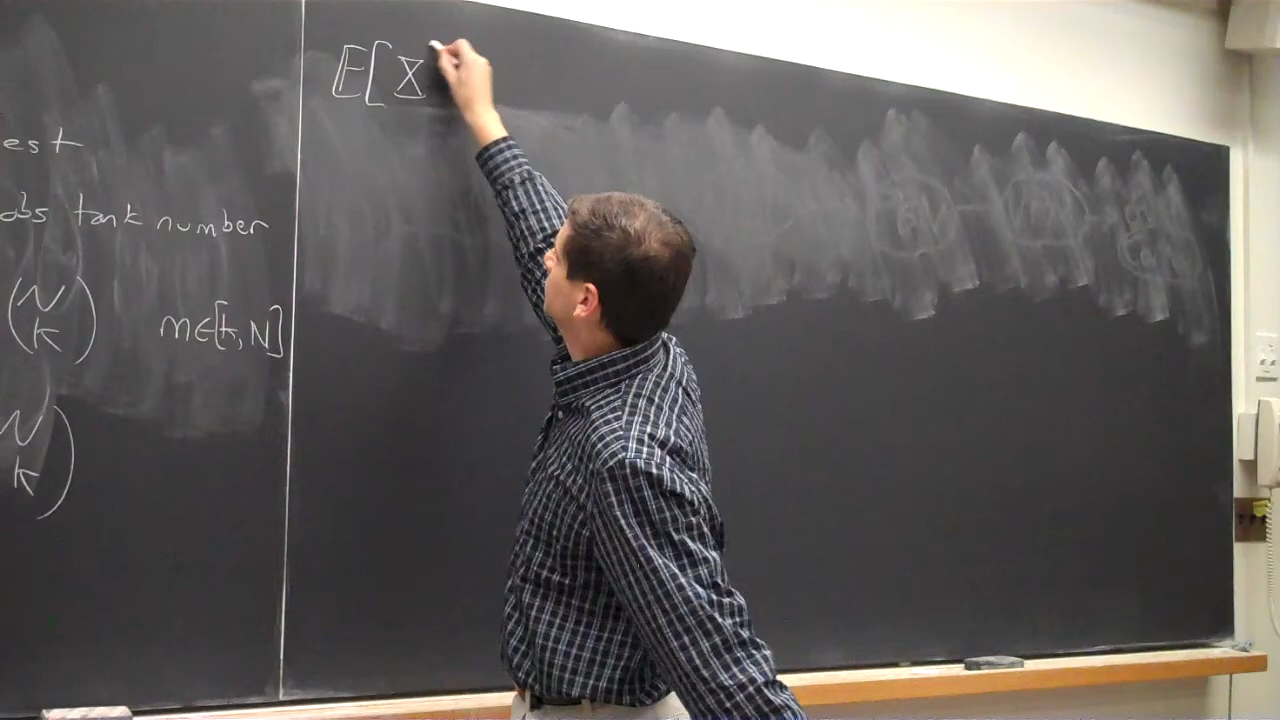 est
obs tank number
(N
k) m∈[k,N]
N
k)
E[X